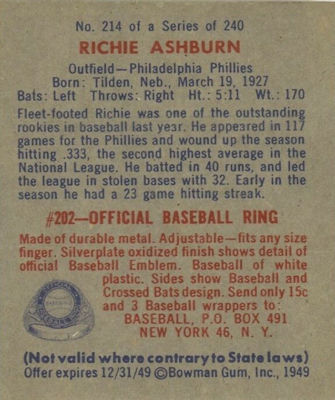 No. 214 of a Series of 240
RICHIE ASHBURN
Outfield—Philadelphia Phillies
Born: Tilden, Neb., March 19, 1927
Bats: Left Throws: Right Ht.: 5:11 Wt.: 170
Fleet-footed Richie was one of the outstanding
rookies in baseball last year. He appeared in 117
games for the Phillies and wound up the season
hitting .333, the second highest average in the
National League. He batted in 40 runs, and led
the league in stolen bases with 32. Early in the
season he had a 23 game hitting streak.
#202—OFFICIAL BASEBALL RING
Made of durable metal. Adjustable—fits any size
finger. Silverplate oxidized finish shows detail of
official Baseball Emblem. Baseball of white
plastic. Sides show Baseball and
Crossed Bats design. Send only 15c
and 3 Baseball wrappers to:
BASEBALL, P.O. BOX 491
NEW YORK 46, N. Y.
(Not valid where contrary to State laws)
Offer expires 12/31/49 ©Bowman Gum, Inc., 1949